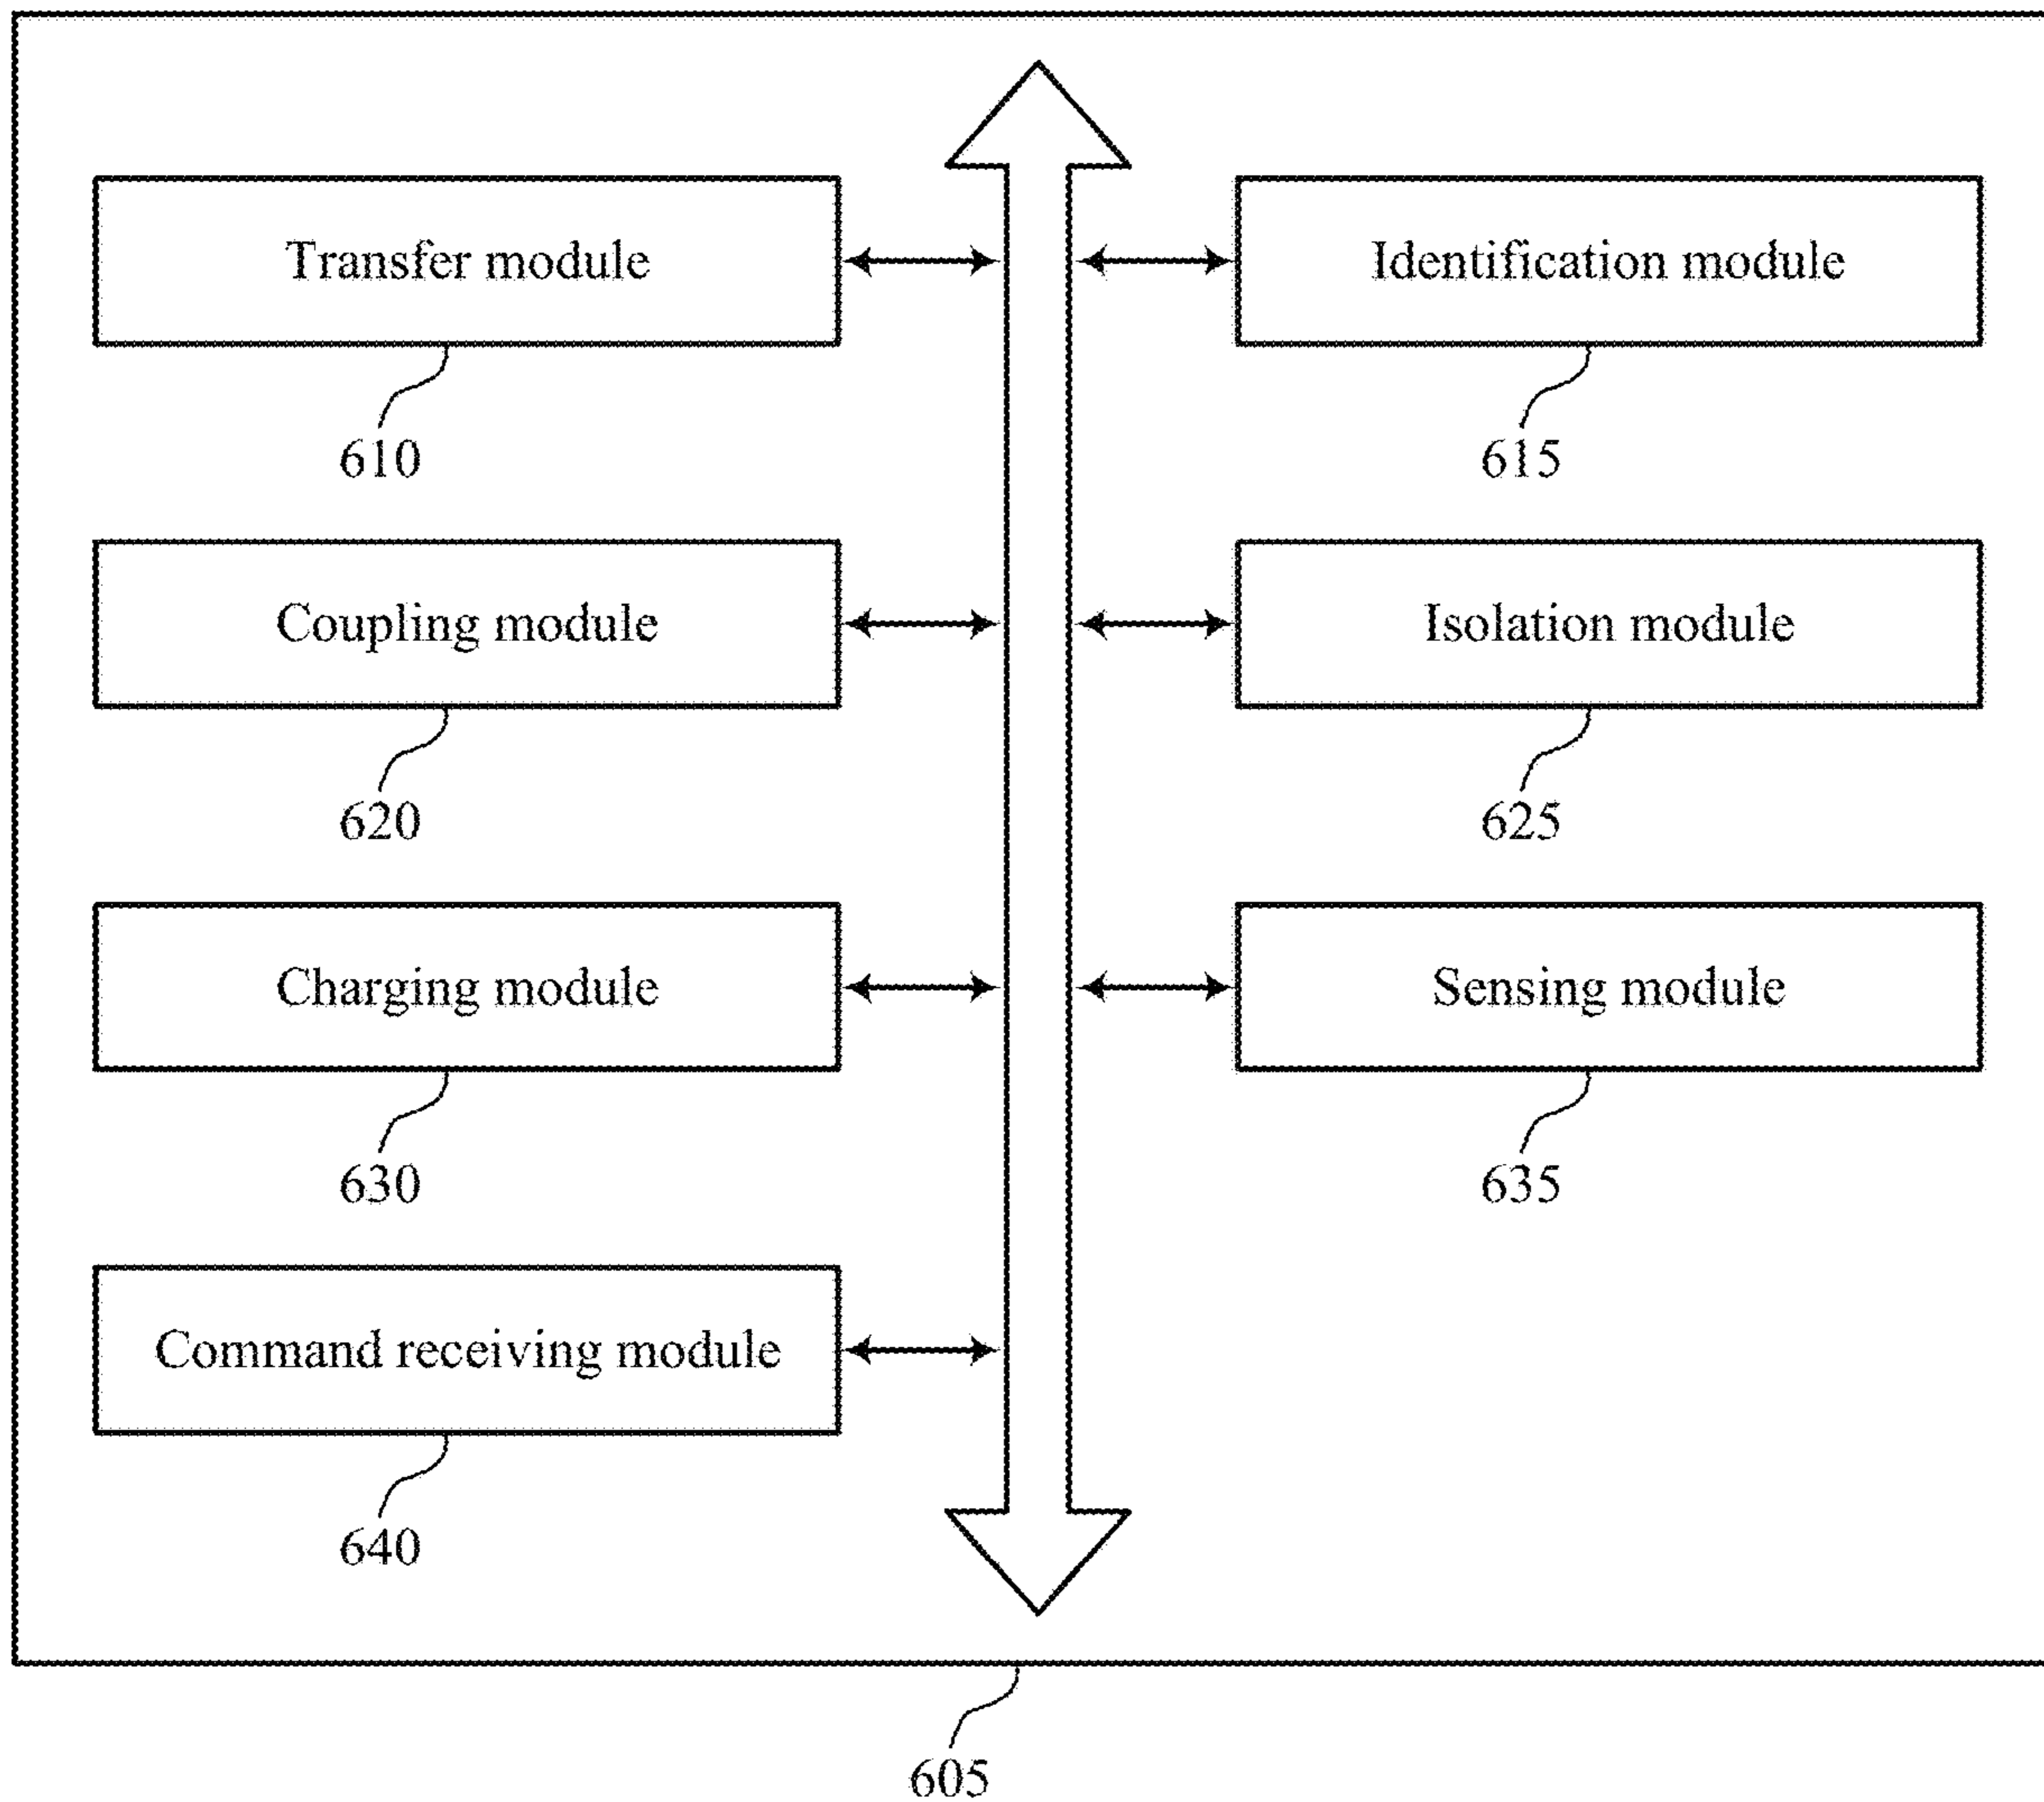 Transfer module
Identification module
610
615
Coupling module
Isolation module
620
625
Charging module
Sensing module
630
635
Command receiving module
640
605